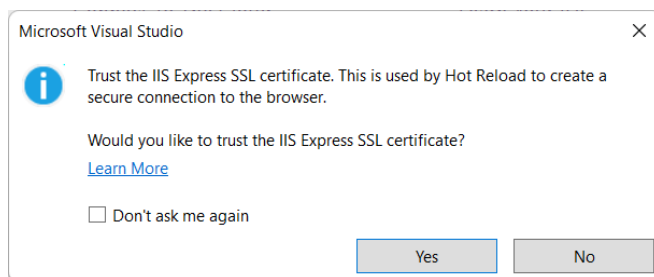 Microsoft Visual Studio
Trust the IIS Express SSL certificate. This is used by Hot Reload to create a
secure connection to the browser.
Would you like to trust the IIS Express SSL certificate?
Learn More
Don't ask me again
Yes No